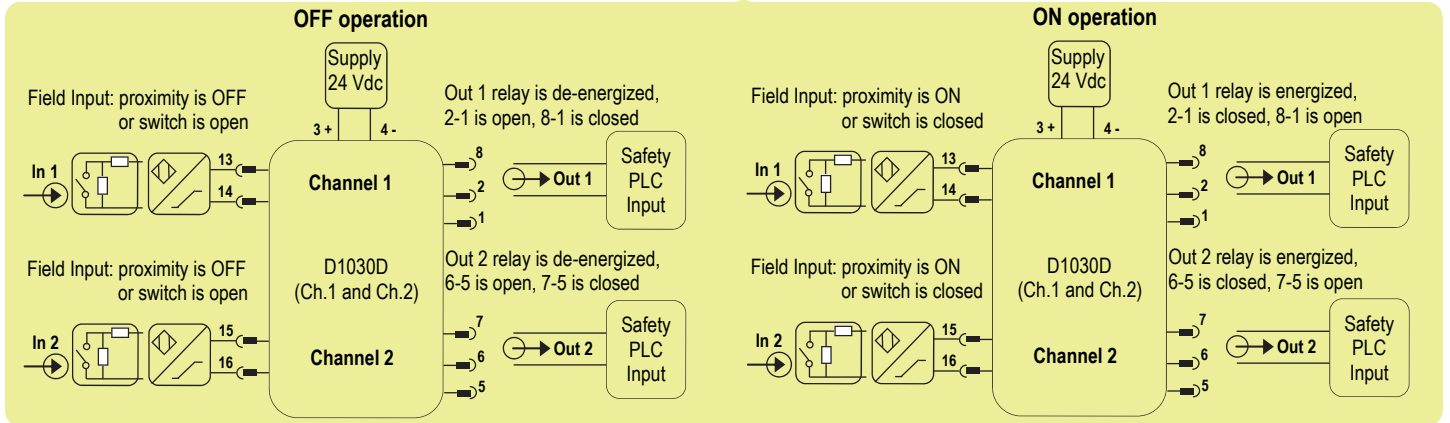 OFF operation
Supply
24 Vdc
Field Input: proximity is OFF
or switch is open
3 +
4 -
Out 1 relay is de-energized,
2-1 is open, 8-1 is closed
In 1
13
14
Channel 1
8
2
1
Out 1
Safety
PLC
Input
Field Input: proximity is OFF
or switch is open
D1030D
(Ch.1 and Ch.2)
Out 2 relay is de-energized,
6-5 is open, 7-5 is closed
In 2
15
16
Channel 2
7
6
5
Out 2
Safety
PLC
Input
ON operation
Supply
24 Vdc
Field Input: proximity is ON
or switch is closed
3 +
4 -
Out 1 relay is energized,
2-1 is closed, 8-1 is open
In 1
13
14
Channel 1
8
2
1
Out 1
Safety
PLC
Input
Field Input: proximity is ON
or switch is closed
D1030D
(Ch.1 and Ch.2)
Out 2 relay is energized,
6-5 is closed, 7-5 is open
In 2
15
16
Channel 2
7
6
5
Out 2
Safety
PLC
Input